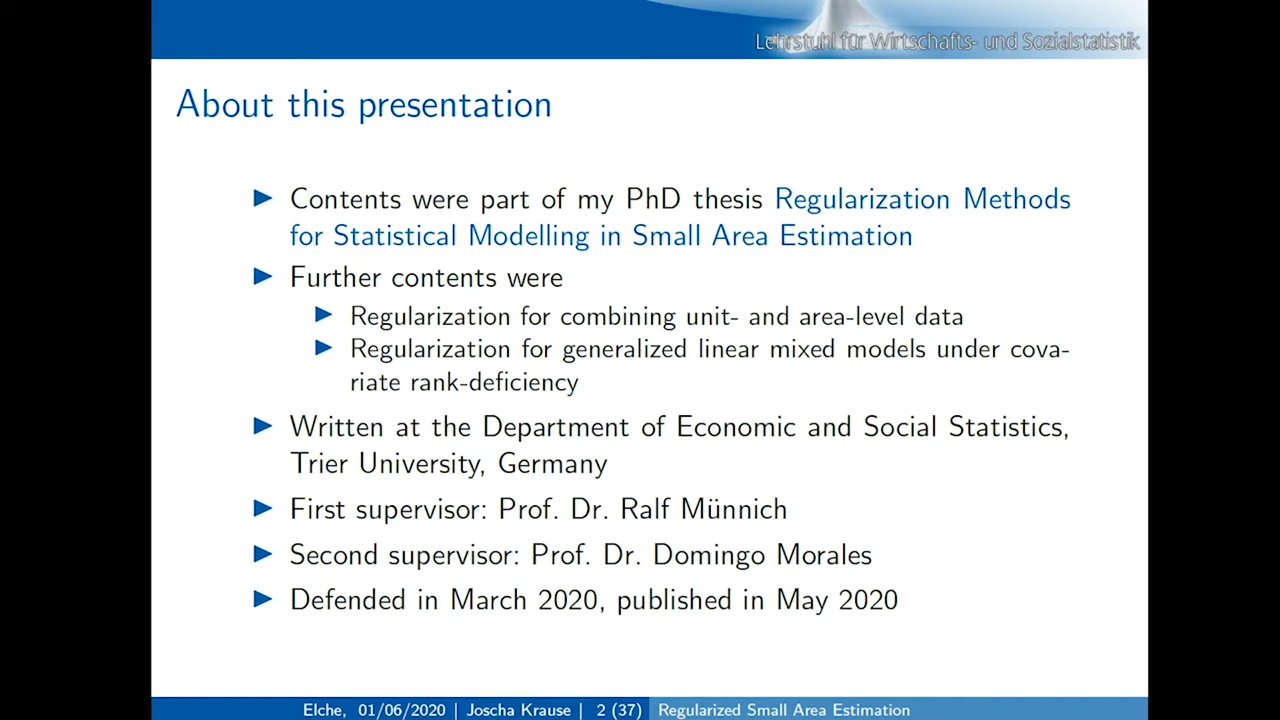 Lehrstuhl für Wirtschafts- und Sozialstatistik
About this presentation
Contents were part of my PhD thesis Regularization Methods
for Statistical Modelling in Small Area Estimation
Further contents were
Regularization for combining unit- and area-level data
Regularization for generalized linear mixed models under cova-
riate rank-deficiency
Written at the Department of Economic and Social Statistics,
Trier University, Germany
First supervisor: Prof. Dr. Ralf Münnich
Second supervisor: Prof. Dr. Domingo Morales
Defended in March 2020, published in May 2020
Elche, 01/06/2020 | Joscha Krause | 2 (37) Regularized Small Area Estimation